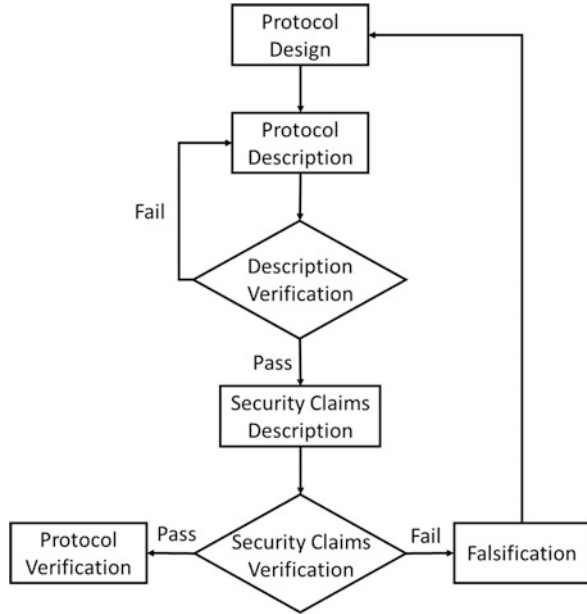 Protocol
Design
Protocol
Description
Fail
Description
Verification
Pass
Security Claims
Description
Protocol
Verification
Pass
Security Claims
Verification
Fail
Falsification